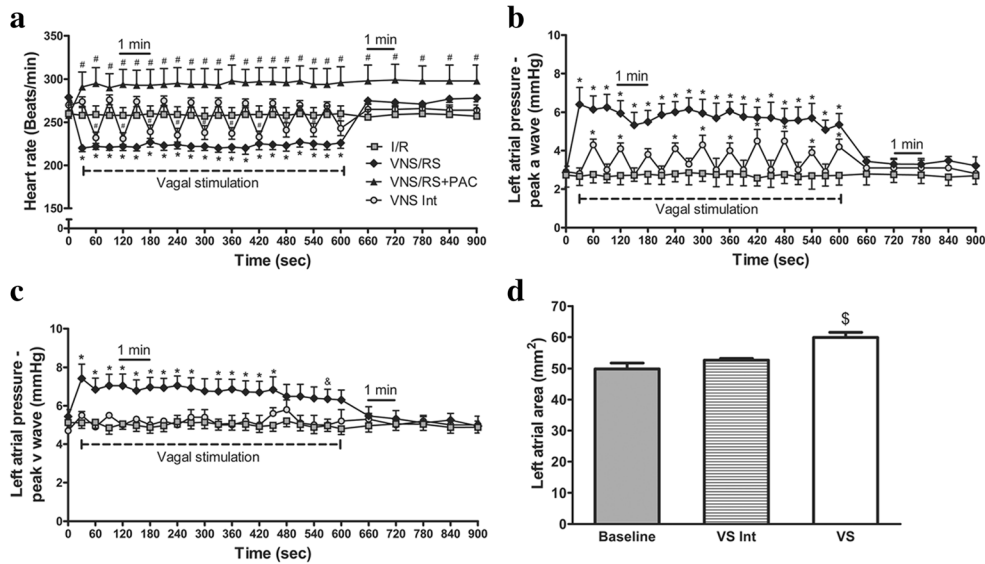 a
Heart rate (Beats/min)
350
300
250
200
150
0
1 min
1 min
# # # # # # # # # # # # # # # # # # # # # # # # # #
# # # # # # #
* * * * * * * * * * * * * * * * * * * *
Vagal stimulation
I/R
VNS/RS
VNS/RS+PAC
VNS Int
0 60 120 180 240 300 360 420 480 540 600 660 720 780 840 900
Time (sec)
b
Left atrial pressure -
peak a wave (mmHg)
10
8
6
4
2
0
1 min
1 min
* * * * * * * * * * * * * * * * * * * *
* * * * * * * * * *
Vagal stimulation
0 60 120 180 240 300 360 420 480 540 600 660 720 780 840 900
Time (sec)
c
Left atrial pressure -
peak v wave (mmHg)
10
8
6
4
2
0
1 min
1 min
* * * * * * * * * * * * * * * &
Vagal stimulation
0 60 120 180 240 300 360 420 480 540 600 660 720 780 840 900
Time (sec)
d
Left atrial area (mm²)
70
60
50
40
30
20
10
0
$
Baseline VS Int VS